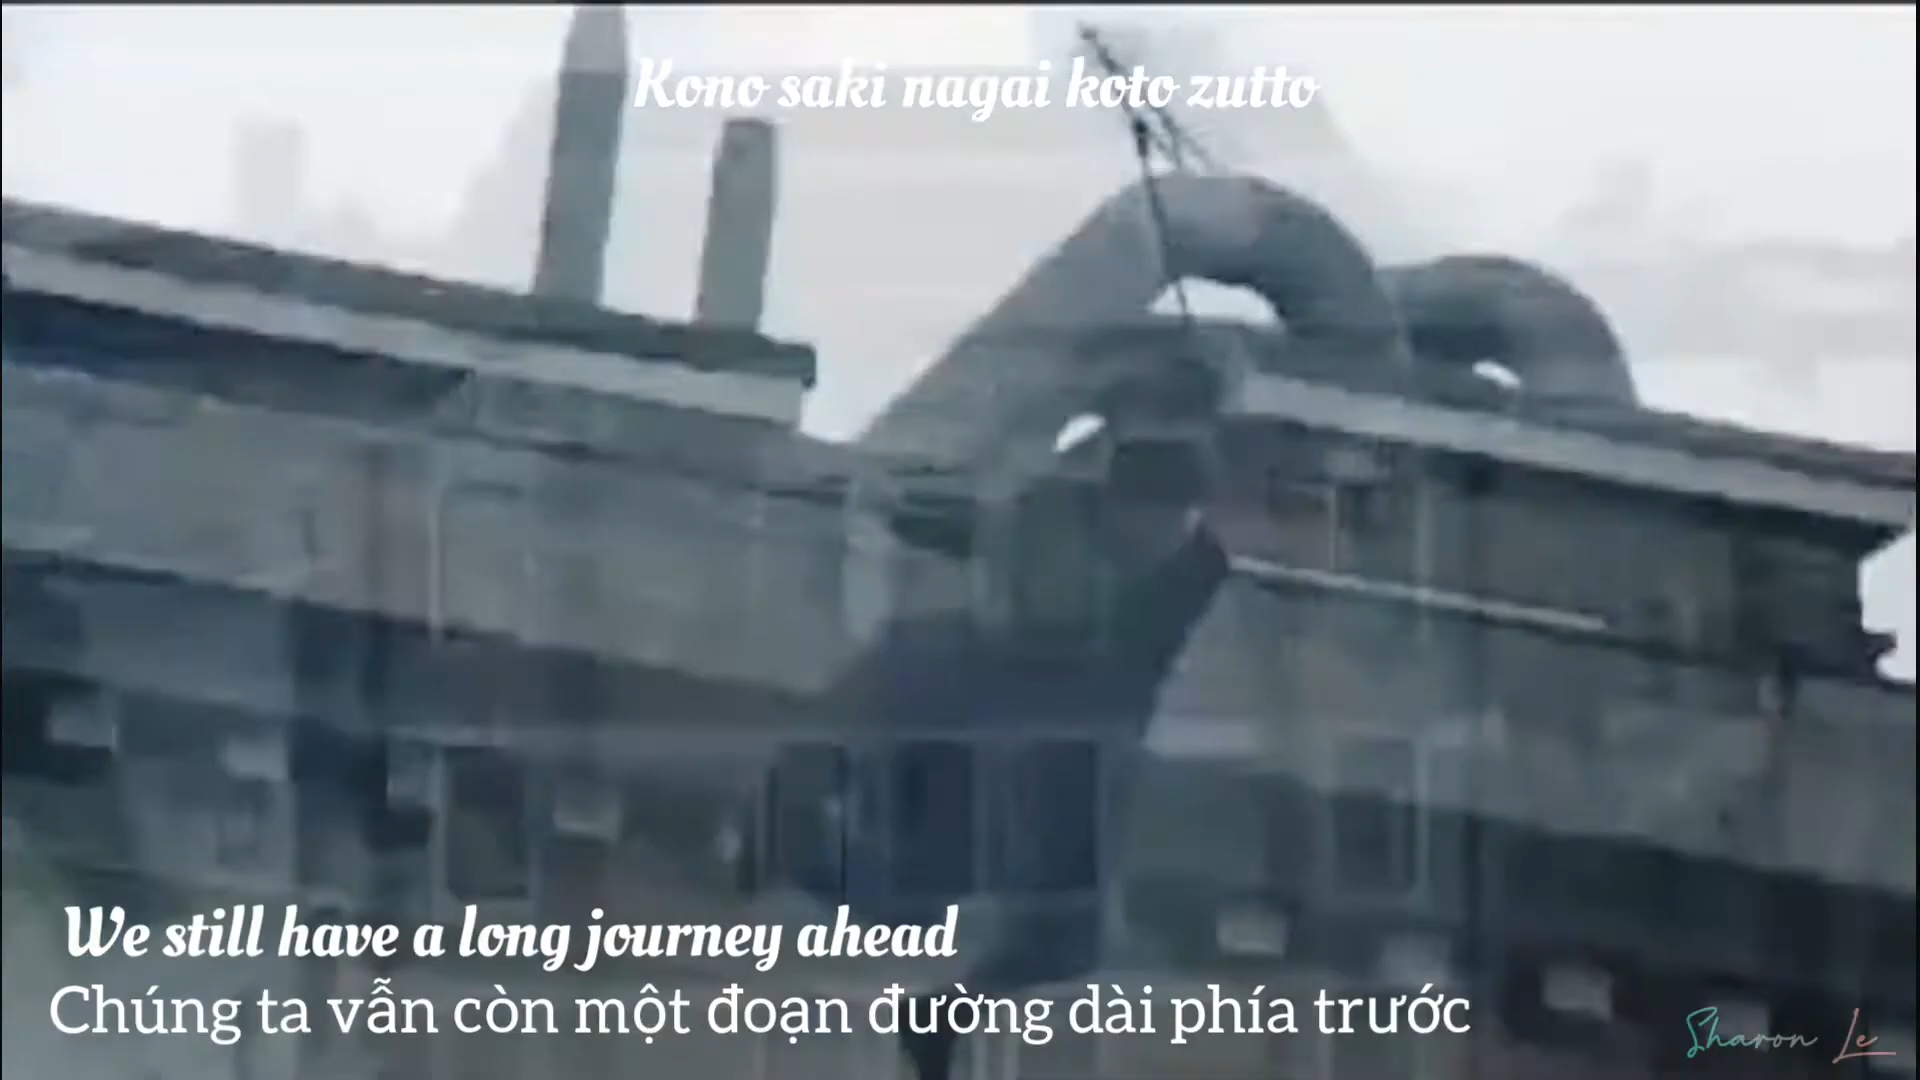 Kono saki nagai koto zutto
We still have a long journey ahead
Chúng ta vẫn còn một đoạn đường dài phía trước
Sharon Le